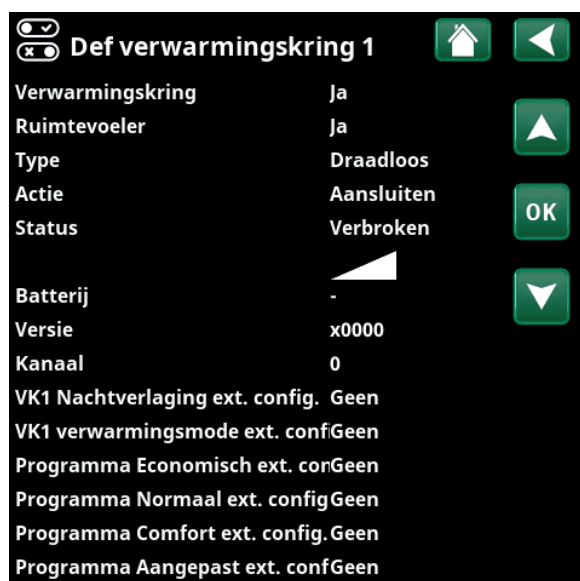 Def verwarmingskring 1
Verwarmingskring Ja
Ruimtevoeler Ja
Type Draadloos
Actie Aansluiten
Status Verbroken
OK
Batterij -
Versie x0000
Kanaal 0
VK1 Nachtverlaging ext. config. Geen
VK1 verwarmingsmode ext. confi Geen
Programma Economisch ext. con Geen
Programma Normaal ext. config Geen
Programma Comfort ext. config. Geen
Programma Aangepast ext. conf Geen